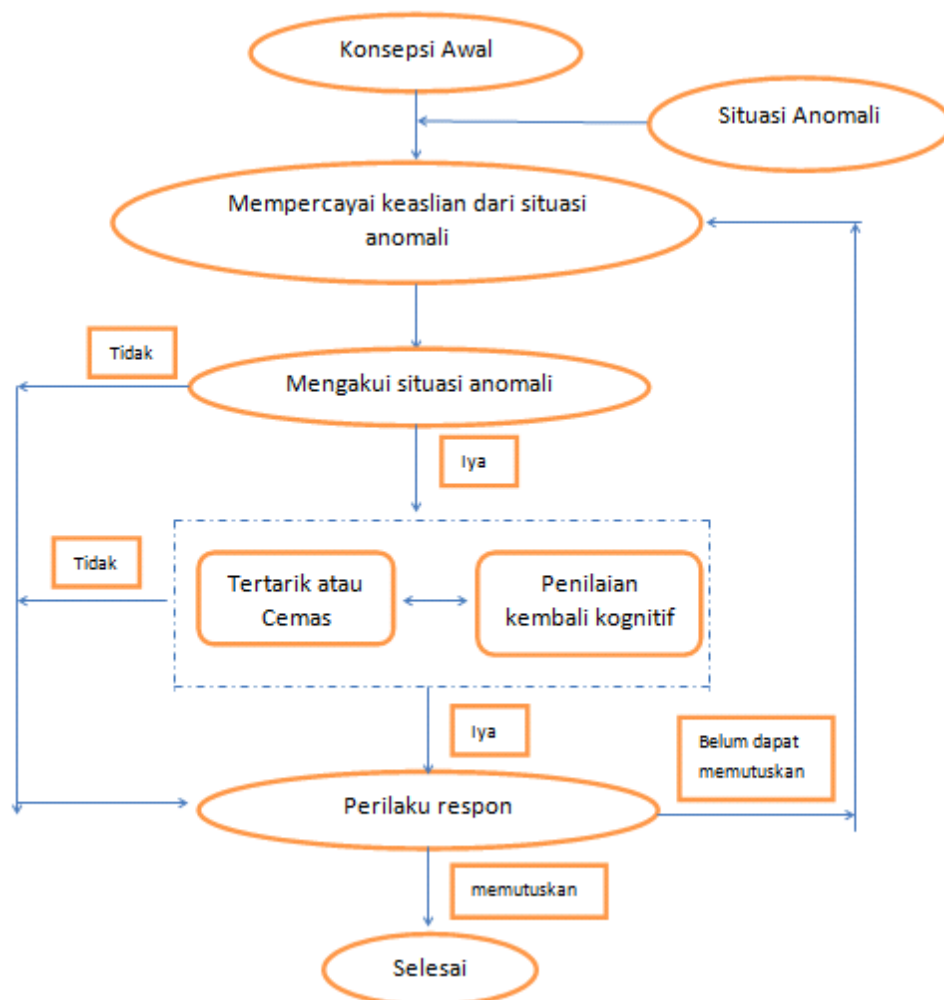 Konsepsi Awal
Situasi Anomali
Mempercayai keaslian dari situasi
anomali
Tidak
Mengakui situasi anomali
Iya
Tidak
Tertarik atau
Cemas
Penilaian
kembali kognitif
Iya
Belum dapat
memutuskan
Perilaku respon
memutuskan
Selesai